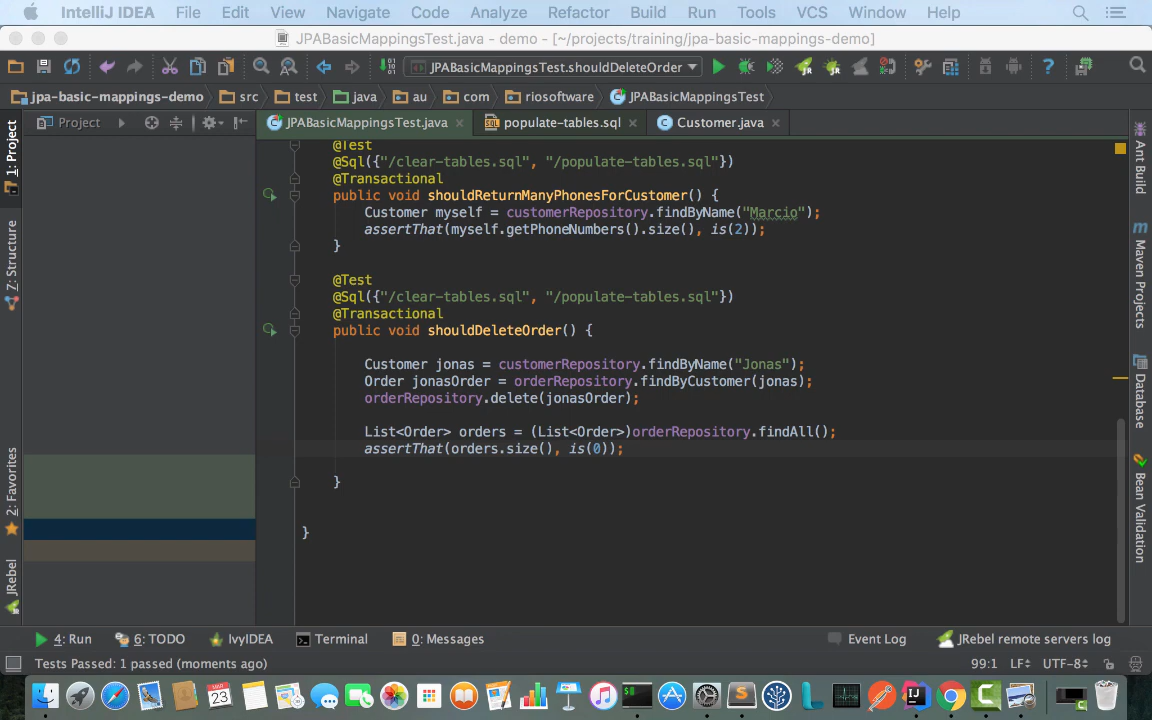 IntelliJ IDEA File Edit View Navigate Code Analyze Refactor Build Run Tools VCS Window Help
JPABasicMappingsTest.java - demo - [~/projects/training/jpa-basic-mappings-demo]
JPABasicMappingsTest.shouldDeleteOrder
jpa-basic-mappings-demo src test java au com riosoftware JPABasicMappingsTest
Project JPABasicMappingsTest.java populate-tables.sql Customer.java
1: Project
Z: Structure
2: Favorites
JRebel
@Test
@Sql({"/clear-tables.sql", "/populate-tables.sql"})
@Transactional
public void shouldReturnManyPhonesForCustomer() {
Customer myself = customerRepository.findByName("Marcio");
assertThat(myself.getPhoneNumbers().size(), is(2));
}
@Test
@Sql({"/clear-tables.sql", "/populate-tables.sql"})
@Transactional
public void shouldDeleteOrder() {
Customer jonas = customerRepository.findByName("Jonas");
Order jonasOrder = orderRepository.findByCustomer(jonas);
orderRepository.delete(jonasOrder);
List<Order> orders = (List<Order>)orderRepository.findAll();
assertThat(orders.size(), is(0));
}
}
Ant Build
Maven Projects
Database
Bean Validation
4: Run 6: TODO IvyIDEA Terminal 0: Messages Event Log JRebel remote servers log
Tests Passed: 1 passed (moments ago) 99:1 LF UTF-8
23